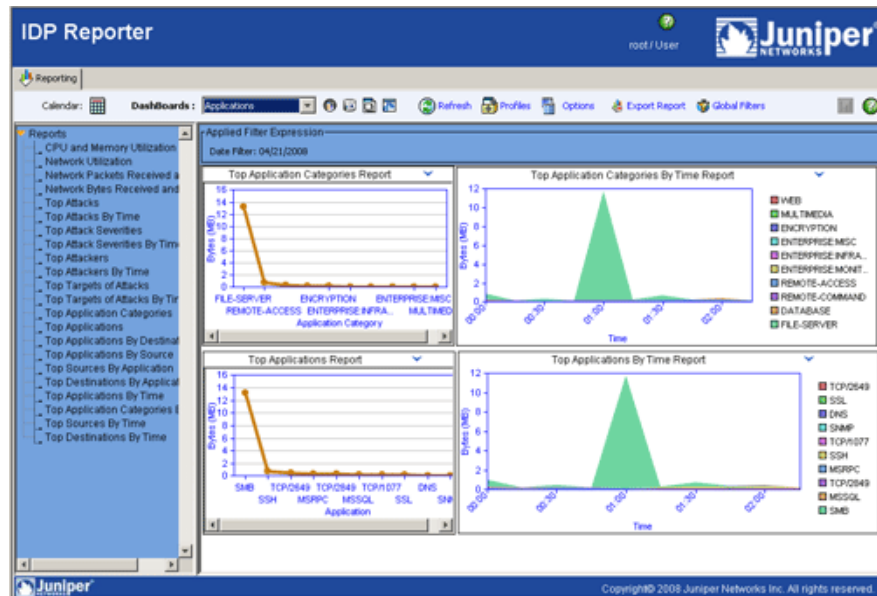 IDP Reporter
root / User
Juniper
NETWORKS
Reporting
Calendar: DashBoards : Applications Refresh Profiles Options Export Report Global Filters
Reports
CPU and Memory Utilization
Network Utilization
Network Packets Received a
Network Bytes Received and
Top Attacks
Top Attacks By Time
Top Attack Severities
Top Attack Severities By Time
Top Attackers
Top Attackers By Time
Top Targets of Attacks
Top Targets of Attacks By Tir
Top Application Categories
Top Applications
Top Applications By Destinat
Top Applications By Source
Top Sources By Application
Top Destinations By Applicat
Top Applications By Time
Top Application Categories E
Top Sources By Time
Top Destinations By Time
Applied Filter Expression
Date Filter: 04/21/2008
Top Application Categories Report
Bytes (MB)
16
14
12
10
8
6
4
2
0
FILE-SERVER ENCRYPTION ENTERPRISE:MISC
REMOTE-ACCESS ENTERPRISE:INFRA... MULTIMED
Application Category
Top Application Categories By Time Report
Bytes (MB)
12
10
8
6
4
2
0
00:00 00:30 01:00 01:30 02:00
Time
WEB
MULTIMEDIA
ENCRYPTION
ENTERPRISE:MISC
ENTERPRISE:INFRA...
ENTERPRISE:MONIT...
REMOTE-ACCESS
REMOTE-COMMAND
DATABASE
FILE-SERVER
Top Applications Report
Bytes (MB)
16
14
12
10
8
6
4
2
0
SMB TCP/2649 TCP/2649 TCP/1077 DNS
SSH MSRPC MSSQL SSL SNM
Application
Top Applications By Time Report
Bytes (MB)
12
10
8
6
4
2
0
00:00 00:30 01:00 01:30 02:00
Time
TCP/2649
SSL
DNS
SNMP
TCP/1077
SSH
MSRPC
TCP/2649
MSSQL
SMB
Juniper
Copyright© 2008 Juniper Networks Inc. All rights reserved.